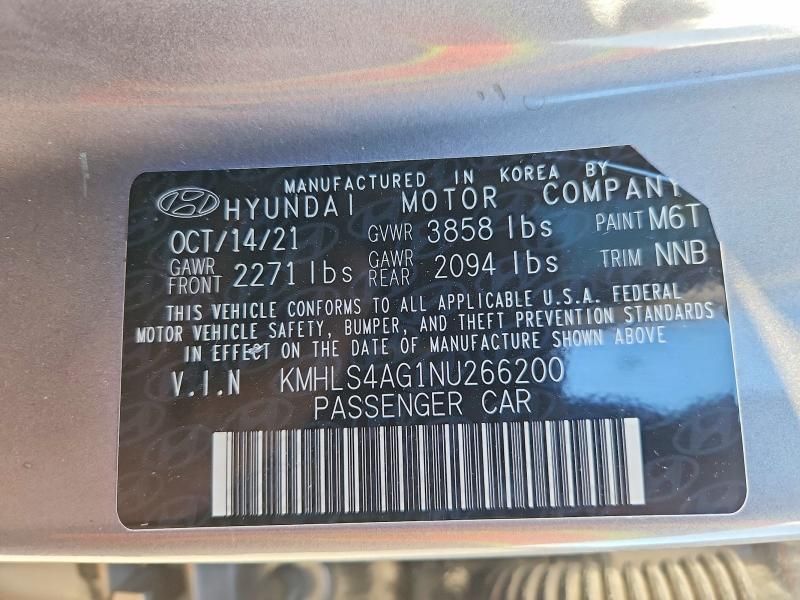 MANUFACTURED IN KOREA BY
HYUNDAI MOTOR COMPANY
OCT/14/21 GVWR 3858 lbs PAINT M6T
GAWR FRONT 2271 lbs GAWR REAR 2094 lbs TRIM NNB
THIS VEHICLE CONFORMS TO ALL APPLICABLE U.S.A. FEDERAL
MOTOR VEHICLE SAFETY, BUMPER, AND THEFT PREVENTION STANDARDS
IN EFFECT ON THE DATE OF MANUFACTURE SHOWN ABOVE
V.I.N KMHLS4AG1NU266200
PASSENGER CAR